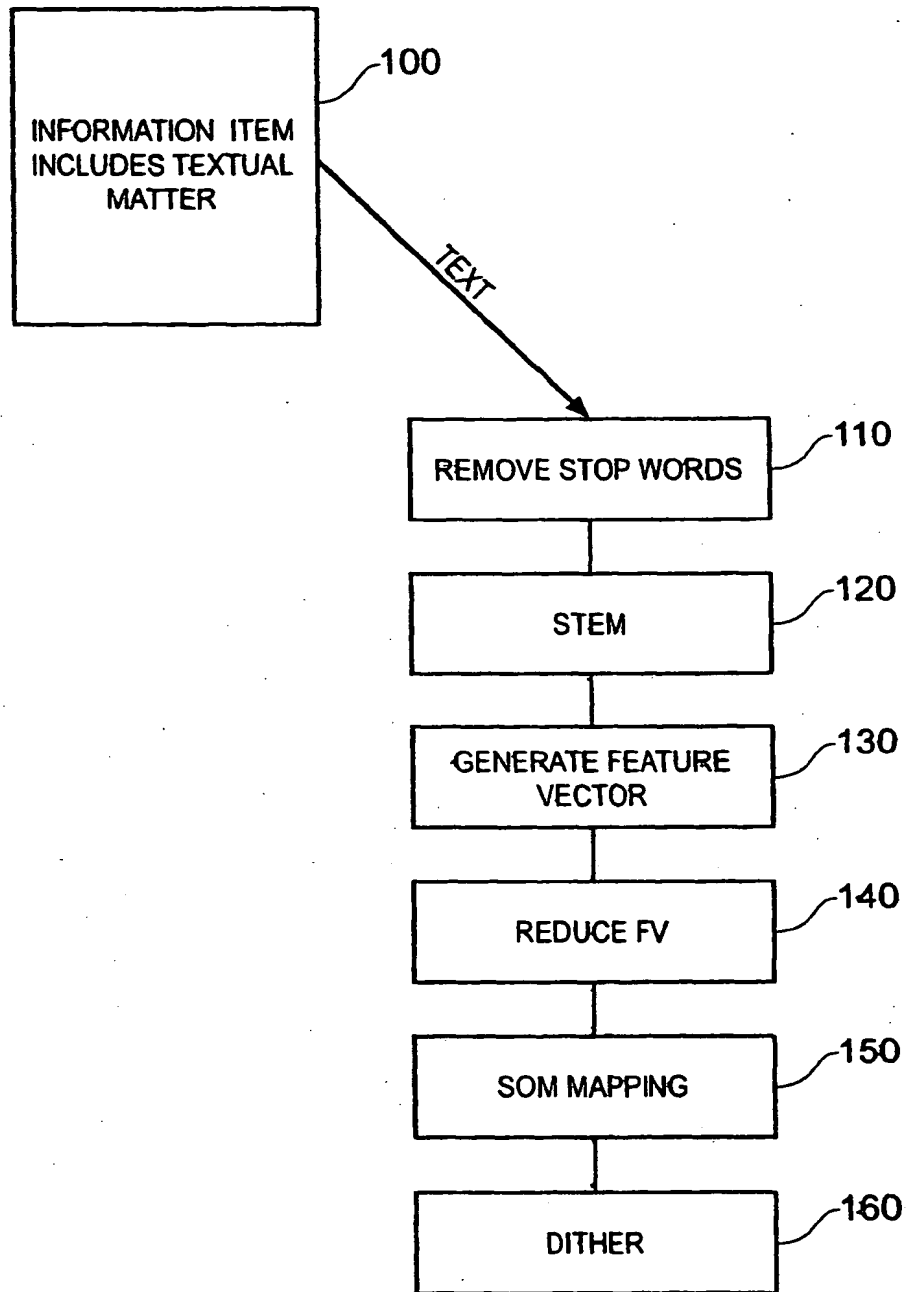 100
INFORMATION ITEM
INCLUDES TEXTUAL
MATTER
TEXT
110
REMOVE STOP WORDS
120
STEM
130
GENERATE FEATURE
VECTOR
140
REDUCE FV
150
SOM MAPPING
160
DITHER